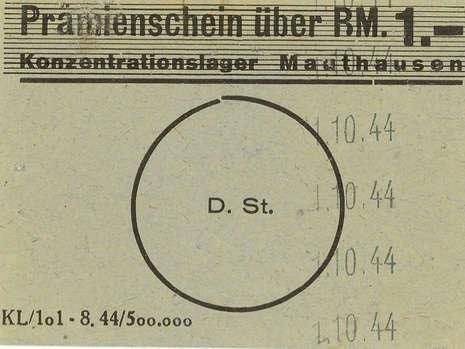 Prämienschein über RM. 1.—
Konzentrationslager Mauthausen
1.10.44
D. St.
1.10.44
1.10.44
KL/1o1 - 8. 44/5oo.ooo
1.10.44